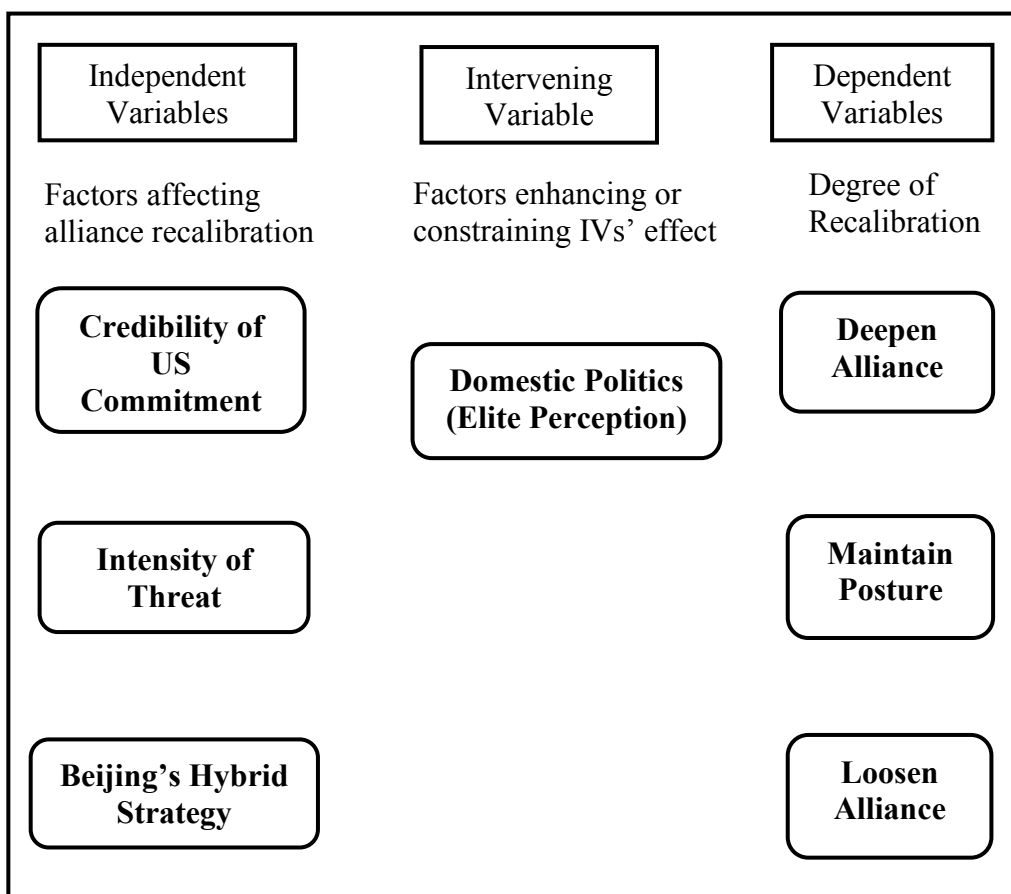 Independent
Variables
Intervening
Variable
Dependent
Variables
Factors affecting
alliance recalibration
Factors enhancing or
constraining IVs’ effect
Degree of
Recalibration
Credibility of
US
Commitment
Domestic Politics
(Elite Perception)
Deepen
Alliance
Intensity of
Threat
Maintain
Posture
Beijing’s Hybrid
Strategy
Loosen
Alliance